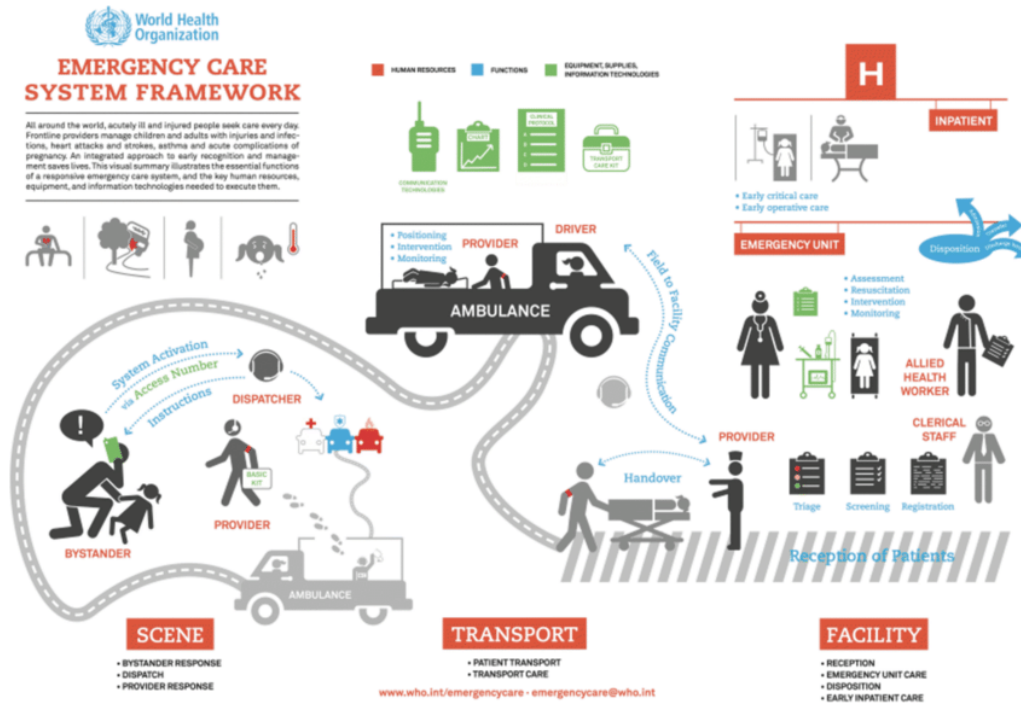 World Health
Organization
EMERGENCY CARE
SYSTEM FRAMEWORK
All around the world, acutely ill and injured people seek care every day.
Frontline providers manage children and adults with injuries and infec-
tions, heart attacks and strokes, asthma and acute complications of
pregnancy. An integrated approach to early recognition and manage-
ment saves lives. This visual summary illustrates the essential functions
of a responsive emergency care system, and the key human resources,
equipment, and information technologies needed to execute them.
HUMAN RESOURCES
FUNCTIONS
EQUIPMENT, SUPPLIES,
INFORMATION TECHNOLOGIES
COMMUNICATION
TECHNOLOGIES
CHART
CLINICAL
PROTOCOL
TRANSPORT
CARE KIT
• Positioning
• Intervention
• Monitoring
PROVIDER
DRIVER
AMBULANCE
Field to Facility Communication
H
INPATIENT
• Early critical care
• Early operative care
EMERGENCY UNIT
Disposition
• Assessment
• Resuscitation
• Intervention
• Monitoring
ALLIED
HEALTH
WORKER
CLERICAL
STAFF
System Activation
via Access Number
Instructions
DISPATCHER
!
BASIC
KIT
PROVIDER
BYSTANDER
AMBULANCE
PROVIDER
Handover
Triage
Screening
Registration
Reception of Patients
SCENE
• BYSTANDER RESPONSE
• DISPATCH
• PROVIDER RESPONSE
TRANSPORT
• PATIENT TRANSPORT
• TRANSPORT CARE
www.who.int/emergencycare - emergencycare@who.int
FACILITY
• RECEPTION
• EMERGENCY UNIT CARE
• DISPOSITION
• EARLY INPATIENT CARE